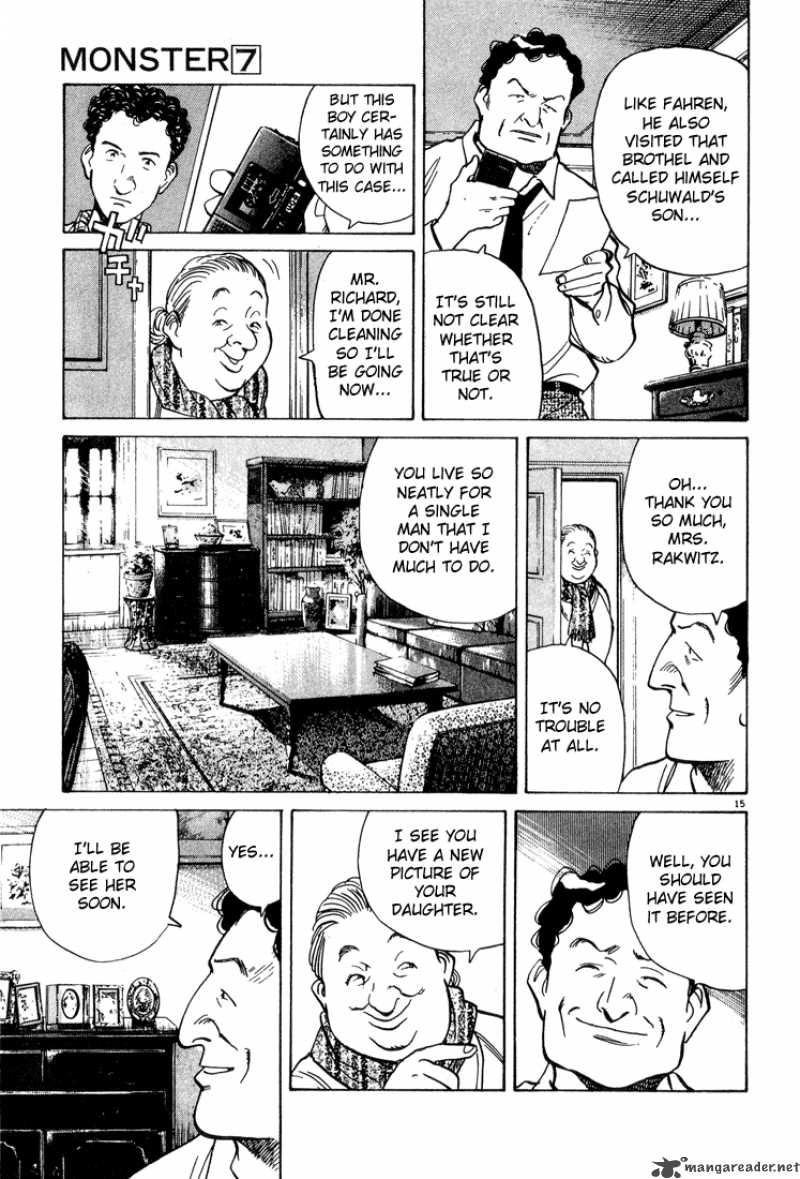 MONSTER 7
LIKE FAHREN,
HE ALSO
VISITED THAT
BROTHEL AND
CALLED HIMSELF
SCHUWALD'S
SON...
IT'S STILL
NOT CLEAR
WHETHER
THAT'S
TRUE OR
NOT.
BUT THIS
BOY CER-
TAINLY HAS
SOMETHING
TO DO WITH
THIS CASE...
ガ
チャ
MR.
RICHARD,
I'M DONE
CLEANING
SO I'LL
BE GOING
NOW...
OH...
THANK YOU
SO MUCH,
MRS.
RAKWITZ.
IT'S NO
TROUBLE
AT ALL.
YOU LIVE SO
NEATLY FOR
A SINGLE
MAN THAT I
DON'T HAVE
MUCH TO DO.
15
WELL, YOU
SHOULD
HAVE SEEN
IT BEFORE.
I SEE YOU
HAVE A NEW
PICTURE OF
YOUR
DAUGHTER.
YES...
I'LL BE
ABLE TO
SEE HER
SOON.
mangareader.net